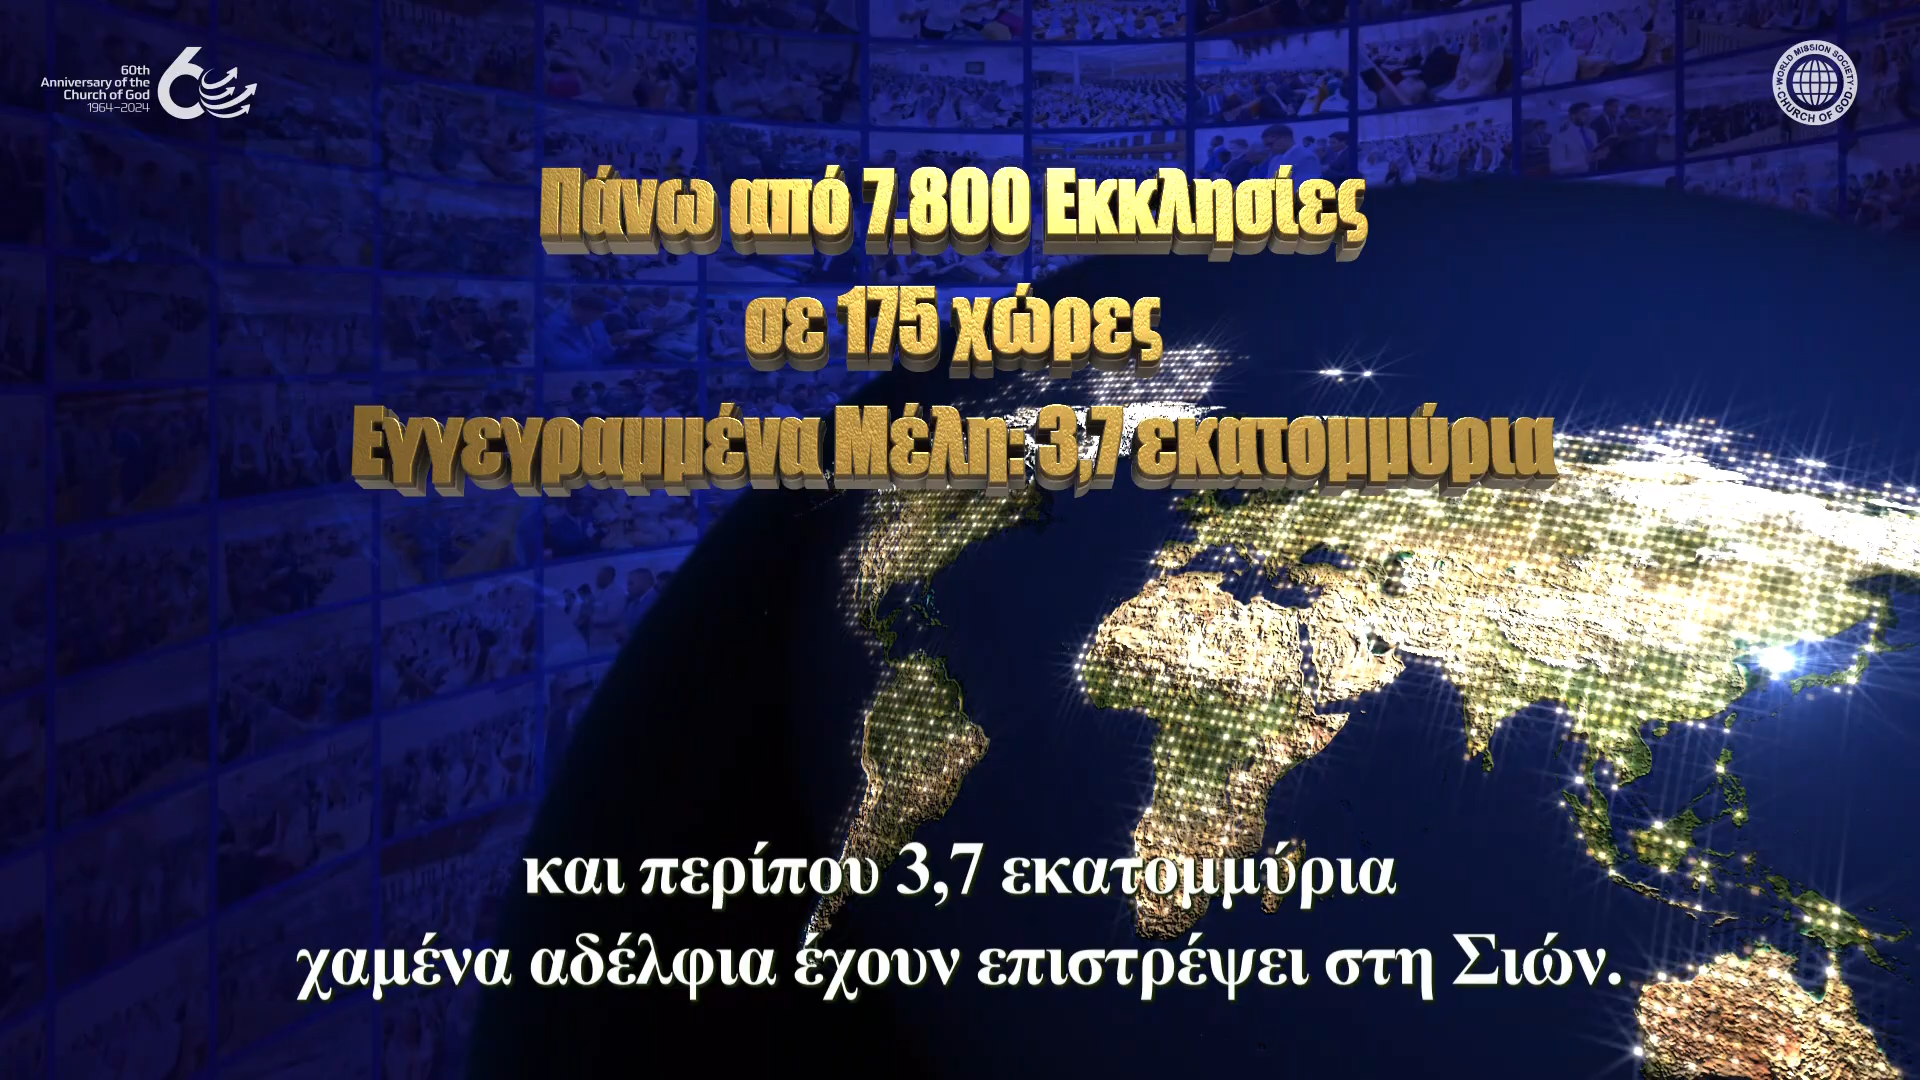 60th
Anniversary of the
Church of God
1964–2024
60
WORLD MISSION SOCIETY
CHURCH OF GOD
Πάνω από 7.800 Εκκλησίες
σε 175 χώρες
Εγγεγραμμένα Μέλη: 3,7 εκατομμύρια
και περίπου 3,7 εκατομμύρια
χαμένα αδέλφια έχουν επιστρέψει στη Σιών.